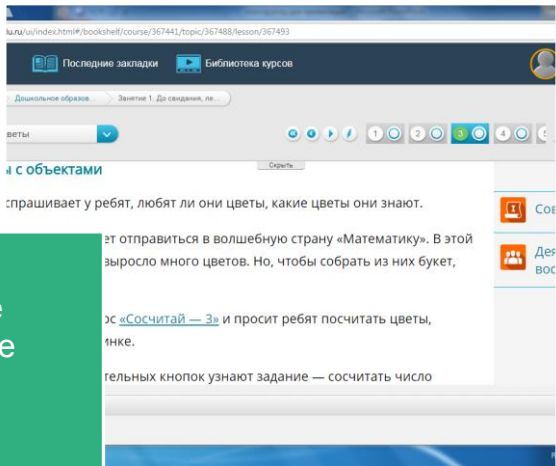 lu.ru/ui/index.html#/bookshelf/course/367441/topic/367488/lesson/367493
Последние закладки
Библиотека курсов
Дошкольное образов...
Занятие 1. До свидания, ле...
веты
1
2
3
4
Скрыть
с объектами
спрашивает у ребят, любят ли они цветы, какие цветы они знают.
ет отправиться в волшебную страну «Математику». В этой
выросло много цветов. Но, чтобы собрать из них букет,
рс «Сосчитай — 3» и просит ребят посчитать цветы,
инке.
тельных кнопок узнают задание — сосчитать число
Сов
Дея
вос
е
е